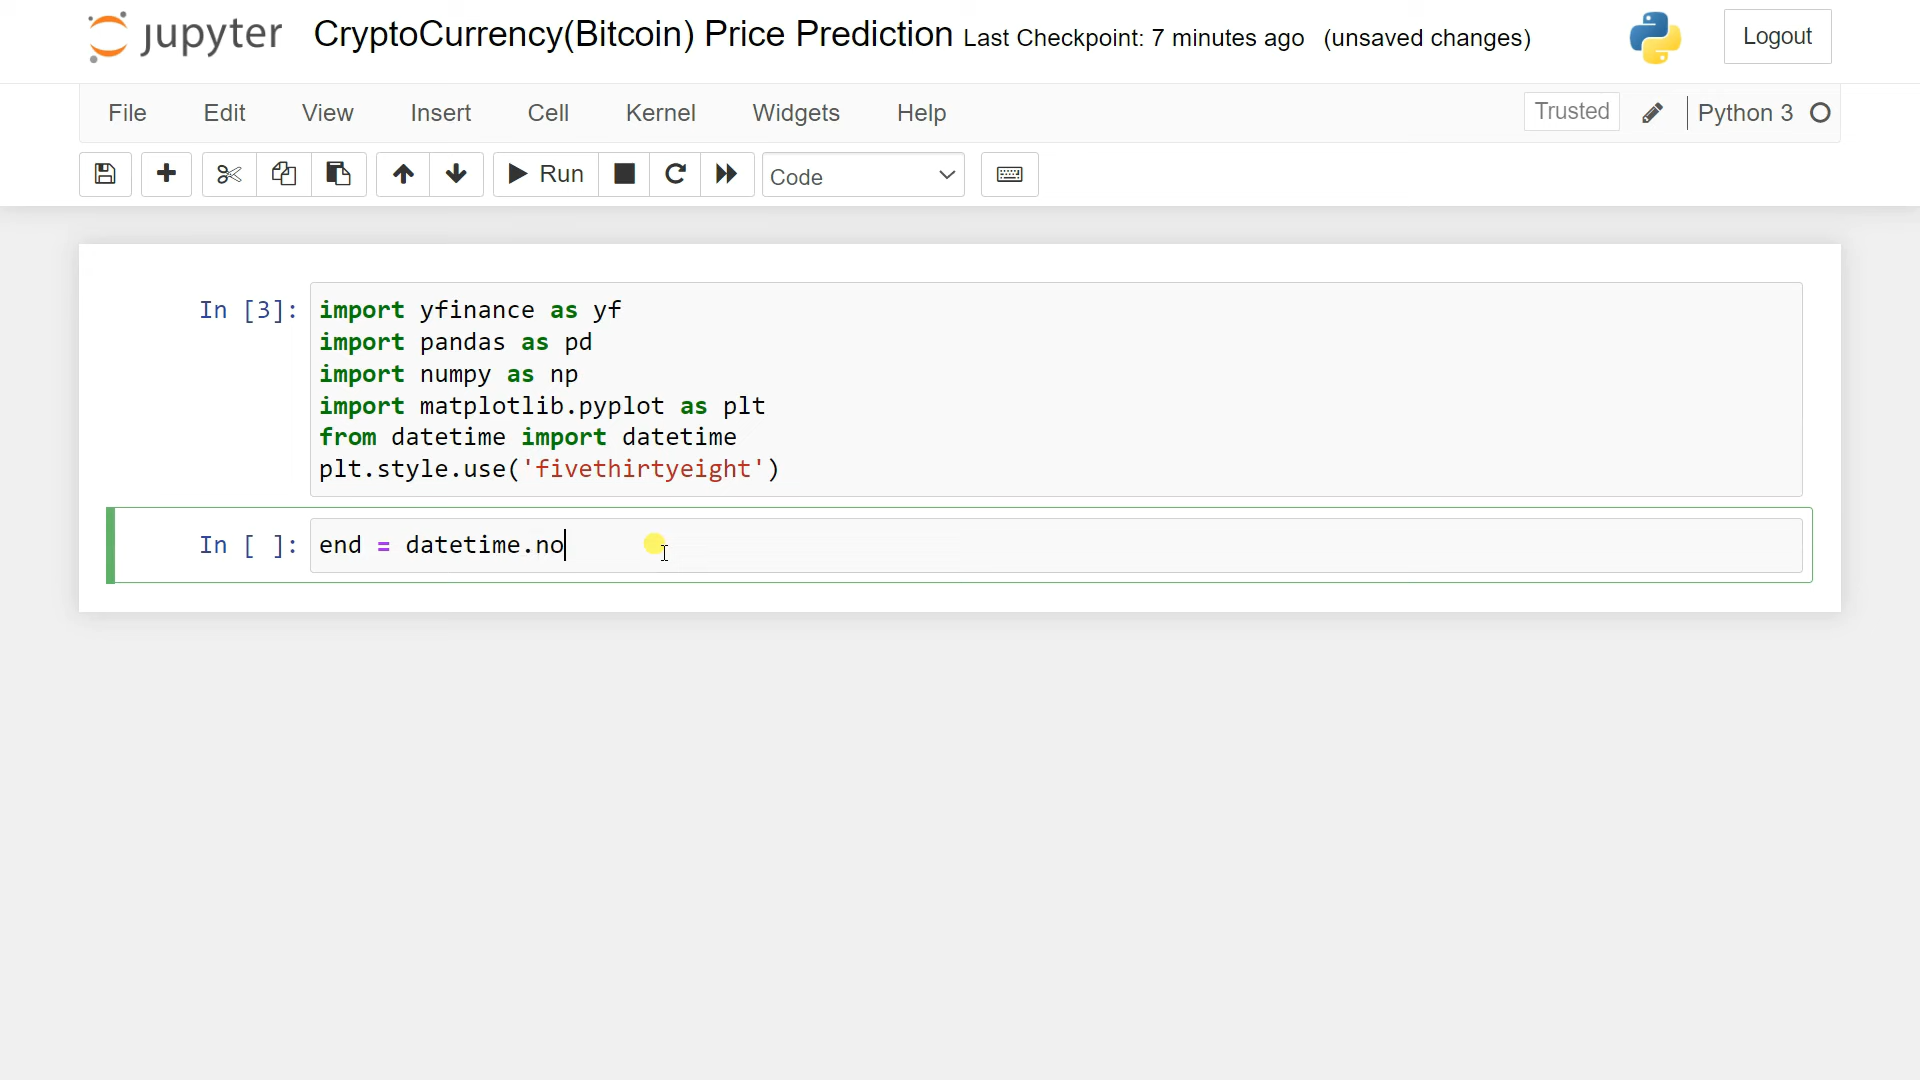 jupyter CryptoCurrency(Bitcoin) Price Prediction Last Checkpoint: 7 minutes ago (unsaved changes) Logout
File Edit View Insert Cell Kernel Widgets Help Trusted Python 3
Run Code
In [3]: import yfinance as yf
import pandas as pd
import numpy as np
import matplotlib.pyplot as plt
from datetime import datetime
plt.style.use('fivethirtyeight')
In [ ]: end = datetime.no